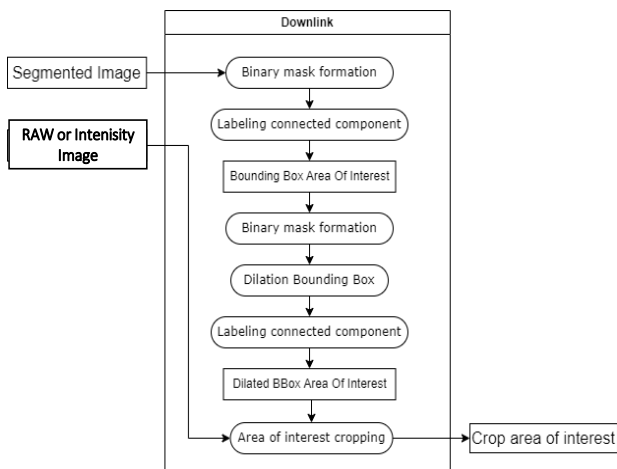 Downlink
Segmented Image
Binary mask formation
Labeling connected component
RAW or Intenisity
Image
Bounding Box Area Of Interest
Binary mask formation
Dilation Bounding Box
Labeling connected component
Dilated BBox Area Of Interest
Area of interest cropping
Crop area of interest